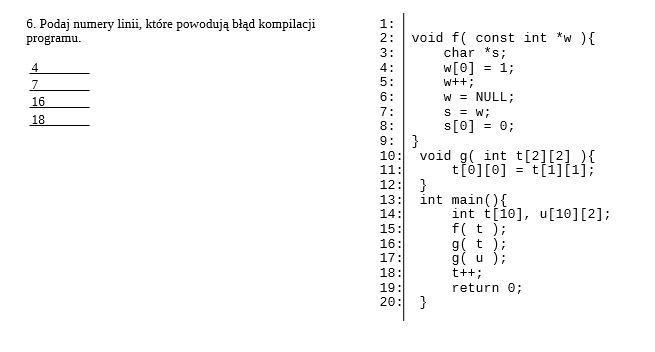 6. Podaj numery linii, które powodują błąd kompilacji
programu.
4
7
16
18
1:
2: void f( const int *w ){
3: char *s;
4: w[0] = 1;
5: w++;
6: w = NULL;
7: s = w;
8: s[0] = 0;
9: }
10: void g( int t[2][2] ){
11: t[0][0] = t[1][1];
12: }
13: int main(){
14: int t[10], u[10][2];
15: f( t );
16: g( t );
17: g( u );
18: t++;
19: return 0;
20: }